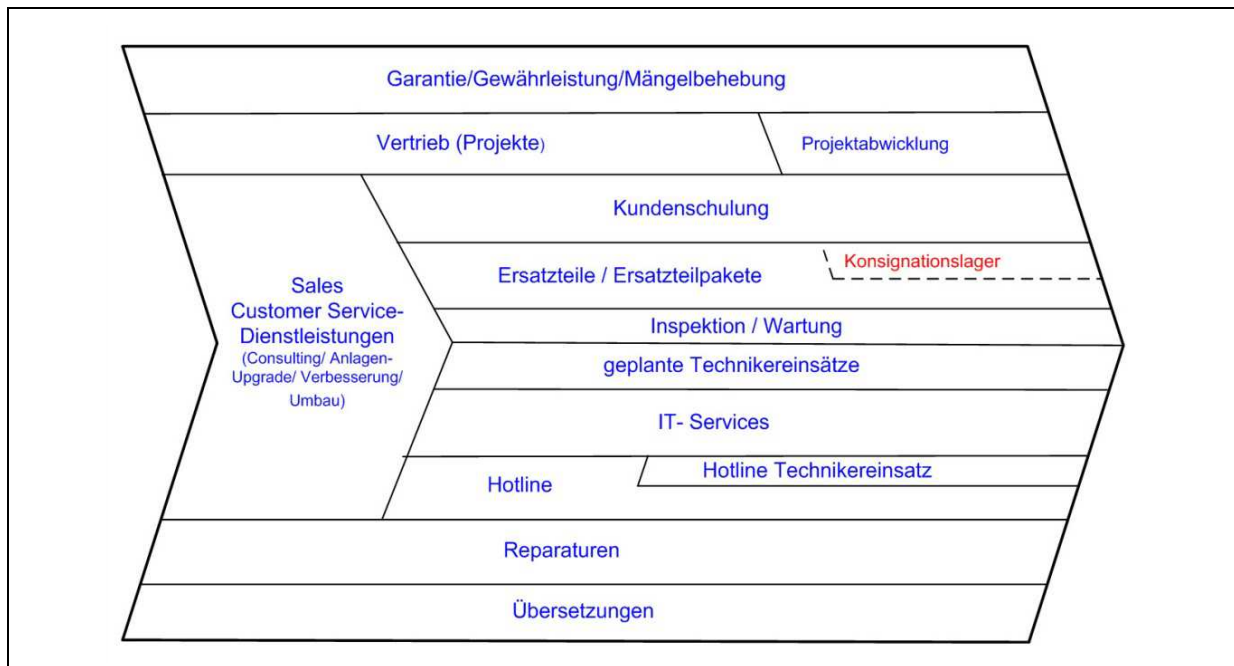 Garantie/Gewährleistung/Mängelbehebung
Vertrieb (Projekte)
Projektabwicklung
Kundenschulung
Ersatzteile / Ersatzteilpakete
Konsignationslager
Sales
Customer Service-
Dienstleistungen
(Consulting/ Anlagen-
Upgrade/ Verbesserung/
Umbau)
Inspektion / Wartung
geplante Technikereinsätze
IT- Services
Hotline
Hotline Technikereinsatz
Reparaturen
Übersetzungen